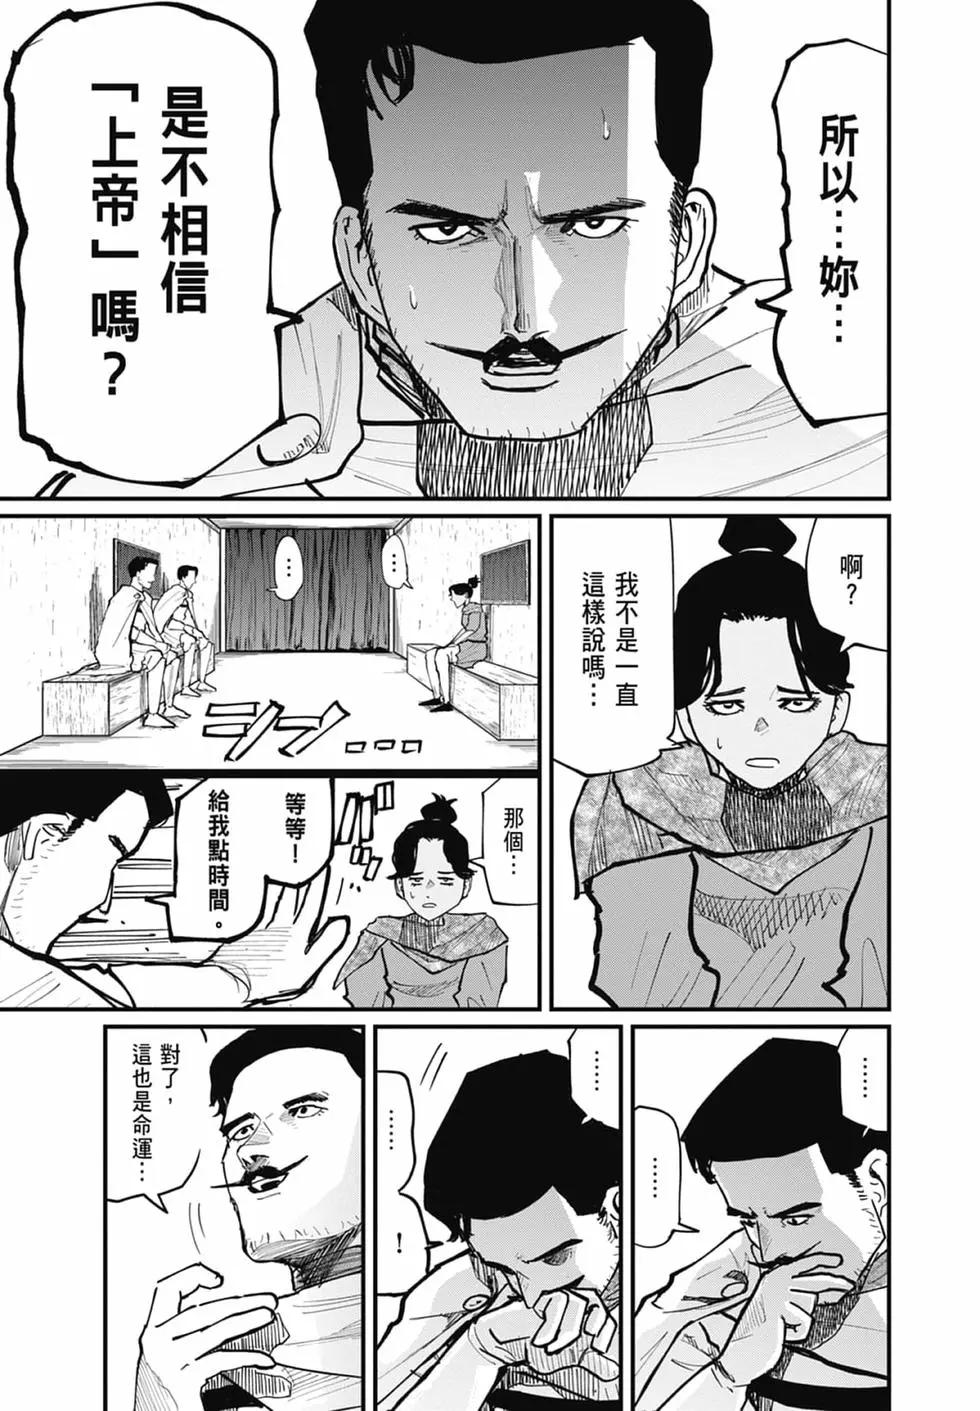 所以⋯⋯妳⋯
是不相信
「上帝」嗎？
啊？
我不是一直
這樣說嗎⋯
⋯
⋯
シーン...
那個⋯
等等！
給我點時間。
⋯⋯
⋯⋯
⋯⋯
⋯⋯
！
對了，
這也是命運⋯